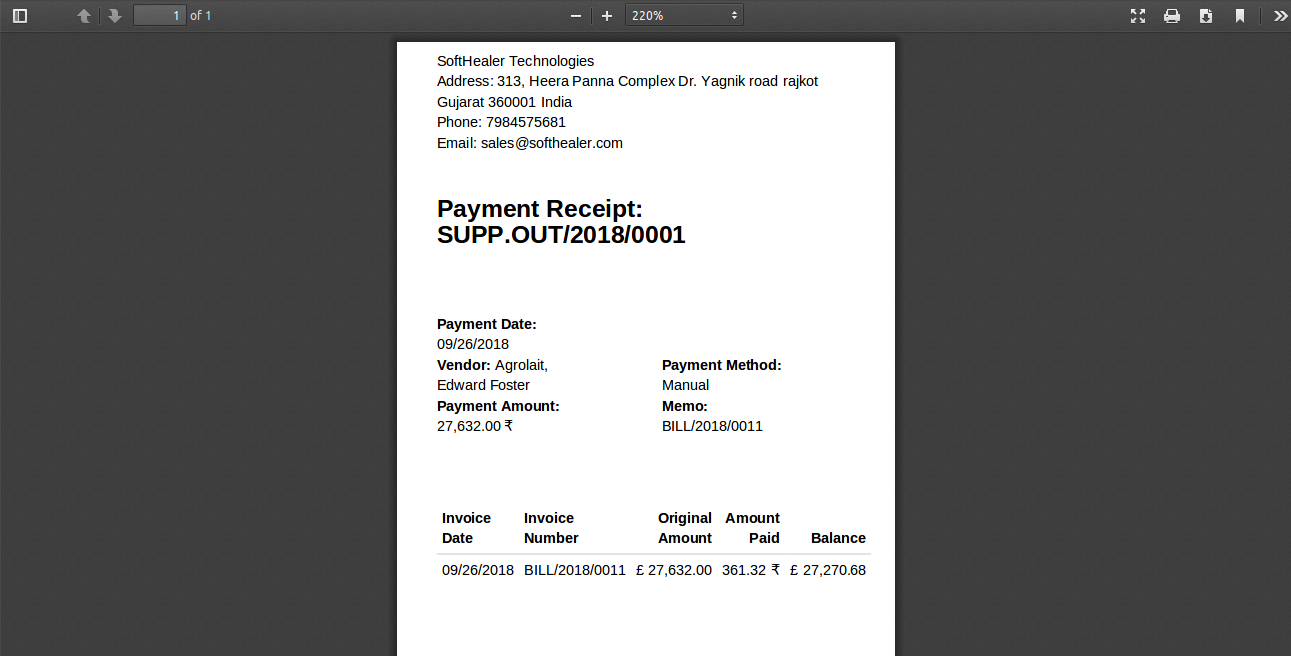 1 of 1
220%
SoftHealer Technologies
Address: 313, Heera Panna Complex Dr. Yagnik road rajkot
Gujarat 360001 India
Phone: 7984575681
Email: sales@softhealer.com
Payment Receipt:
SUPP.OUT/2018/0001
Payment Date:
09/26/2018
Vendor: Agrolait,
Edward Foster
Payment Amount:
27,632.00 ₹
Payment Method:
Manual
Memo:
BILL/2018/0011
Invoice Date Invoice Number Original Amount Amount Paid Balance
09/26/2018 BILL/2018/0011 £ 27,632.00 361.32 ₹ £ 27,270.68